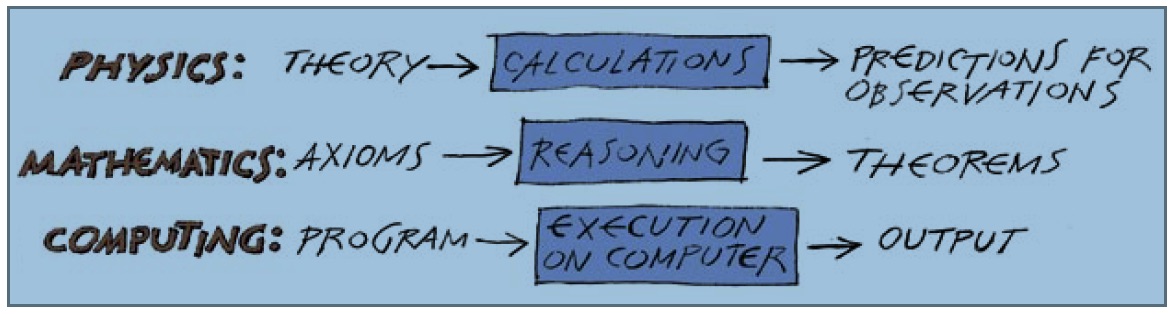 PHYSICS: THEORY → CALCULATIONS → PREDICTIONS FOR
OBSERVATIONS
MATHEMATICS: AXIOMS → REASONING → THEOREMS
COMPUTING: PROGRAM → EXECUTION
ON COMPUTER → OUTPUT